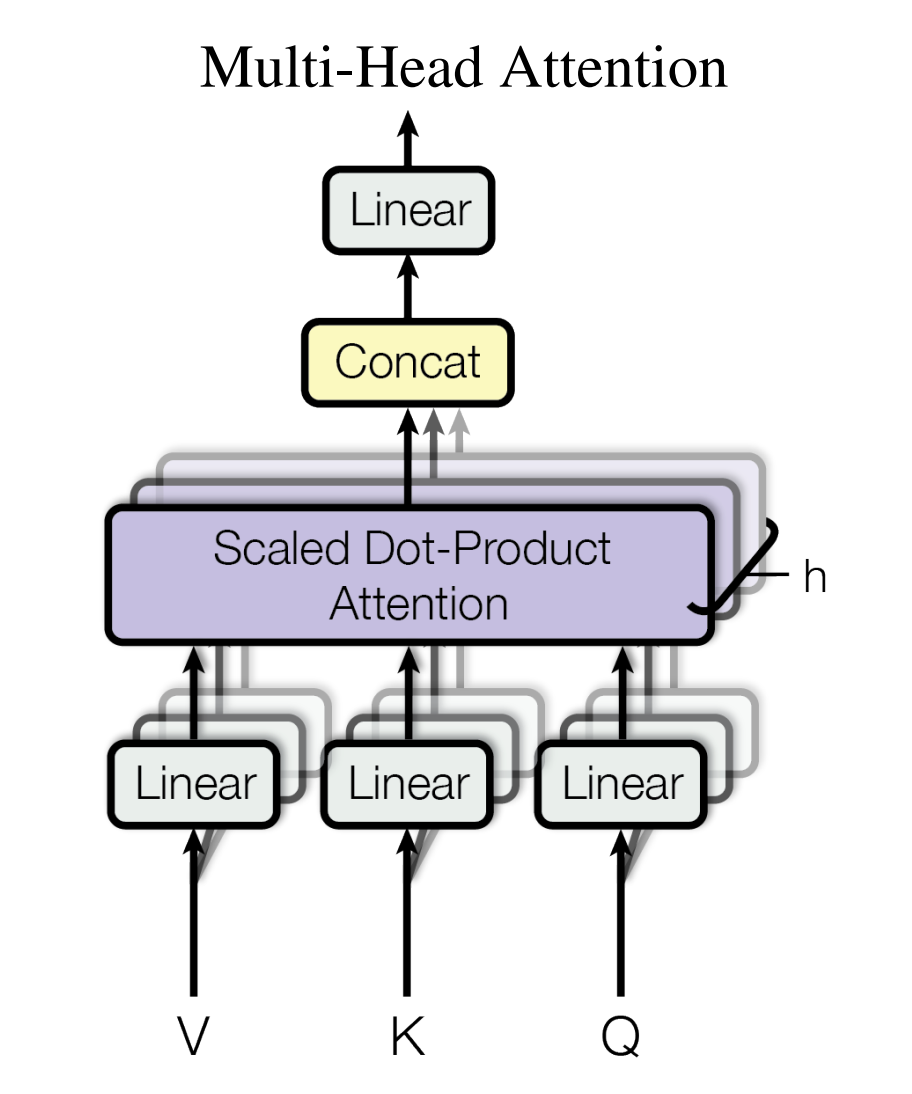 Multi-Head Attention
Linear
Concat
Scaled Dot-Product
Attention
h
Linear
Linear
Linear
V
K
Q